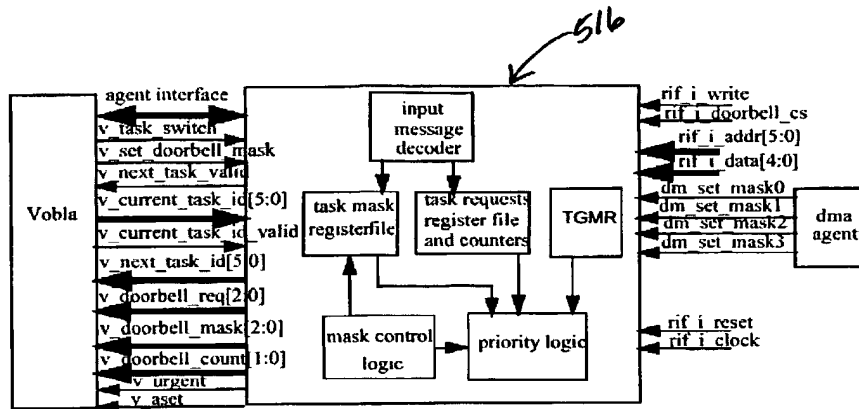 516
agent interface
v_task_switch
v_set_doorbell_mask
v_next_task_valid
v_current_task_id[5:0]
v_current_task_id_valid
v_next_task_id[5:0]
v_doorbell_req[2:0]
v_doorbell_mask[2:0]
v_doorbell_count[1:0]
v_urgent
v_aset
Vobla
input
message
decoder
task mask
registerfile
task requests
register file
and counters
TGMR
mask control
logic
priority logic
rif_i_write
rif_i_doorbell_cs
rif_i_addr[5:0]
rif_i_data[4:0]
dm_set_mask0
dm_set_mask1
dm_set_mask2
dm_set_mask3
dma
agent
rif_i_reset
rif_i_clock